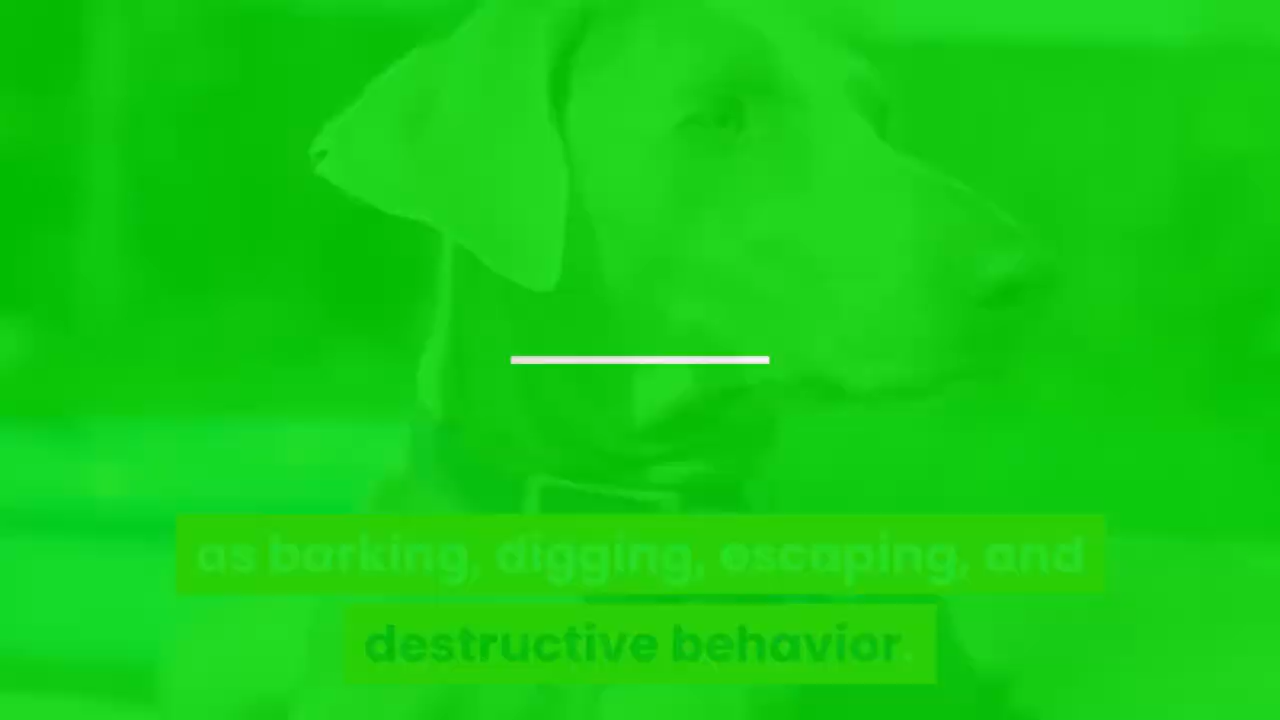 as barking, digging, escaping, and
destructive behavior.